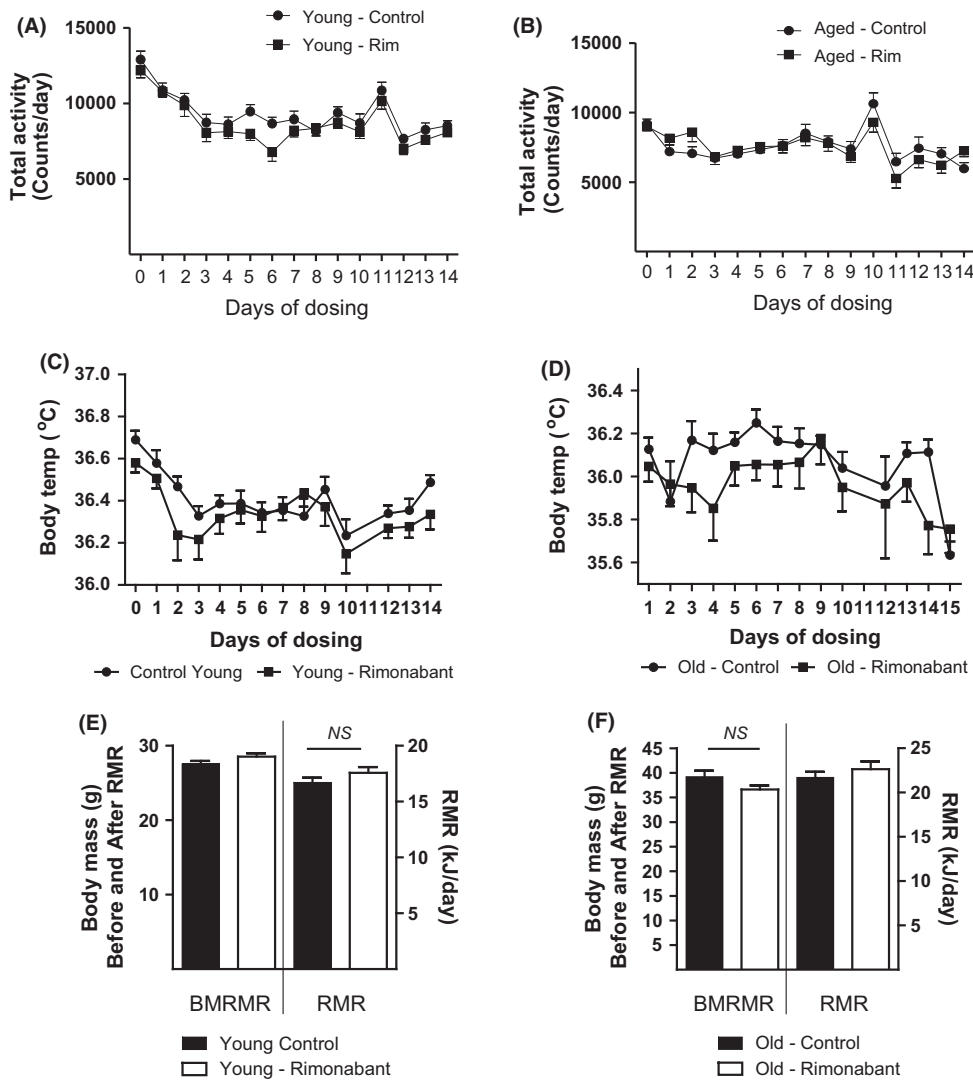 (A)
Young - Control
Young - Rim
Total activity
(Counts/day)
15000
10000
5000
0 1 2 3 4 5 6 7 8 9 10 11 12 13 14
Days of dosing
(B)
Aged - Control
Aged - Rim
Total activity
(Counts/day)
15000
10000
5000
0 1 2 3 4 5 6 7 8 9 10 11 12 13 14
Days of dosing
(C)
Body temp (°C)
37.0
36.8
36.6
36.4
36.2
36.0
0 1 2 3 4 5 6 7 8 9 10 11 12 13 14
Days of dosing
Control Young
Young - Rimonabant
(D)
Body temp (°C)
36.4
36.2
36.0
35.8
35.6
1 2 3 4 5 6 7 8 9 10 11 12 13 14 15
Days of dosing
Old - Control
Old - Rimonabant
(E)
Body mass (g)
Before and After RMR
30
20
10
NS
20
15
10
5
RMR
(kJ/day)
BMRMR
RMR
Young Control
Young - Rimonabant
(F)
Body mass (g)
Before and After RMR
45
40
35
30
25
20
15
10
5
NS
25
20
15
10
5
RMR
(kJ/day)
BMRMR
RMR
Old - Control
Old - Rimonabant